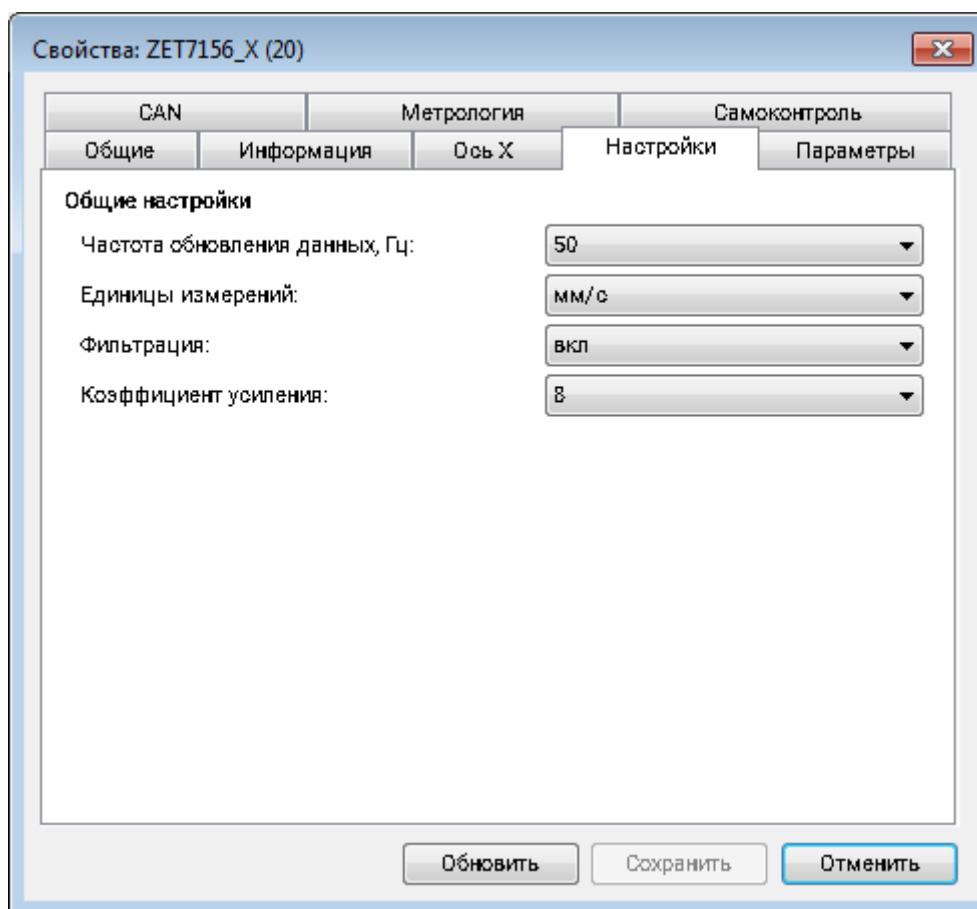 Свойства: ZET7156_X (20)
CAN Метрология Самоконтроль
Общие Информация Ось X Настройки Параметры
Общие настройки
Частота обновления данных, Гц: 50
Единицы измерений: мм/с
Фильтрация: вкл
Коэффициент усиления: 8
Обновить Сохранить Отменить